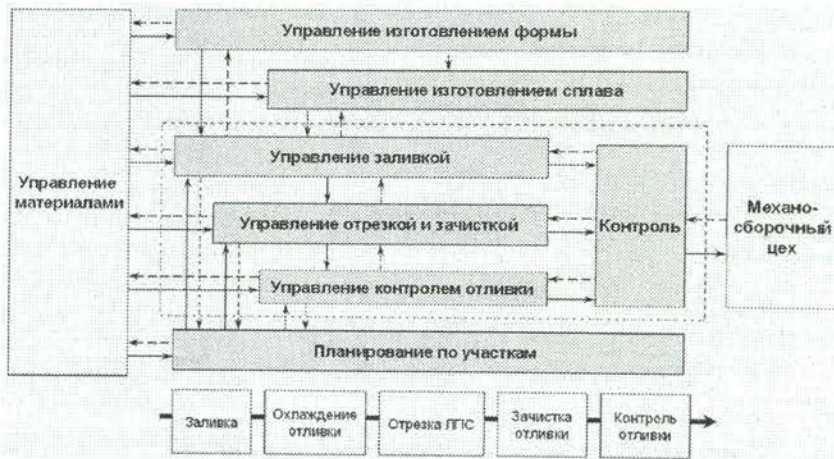 Управление изготовлением формы
Управление изготовлением сплава
Управление заливкой
Управление
материалами
Управление отрезкой и зачисткой
Контроль
Механо-
сборочный
цех
Управление контролем отливки
Планирование по участкам
Заливка
Охлаждение
отливки
Отрезка ЛПС
Зачистка
отливки
Контроль
отливки